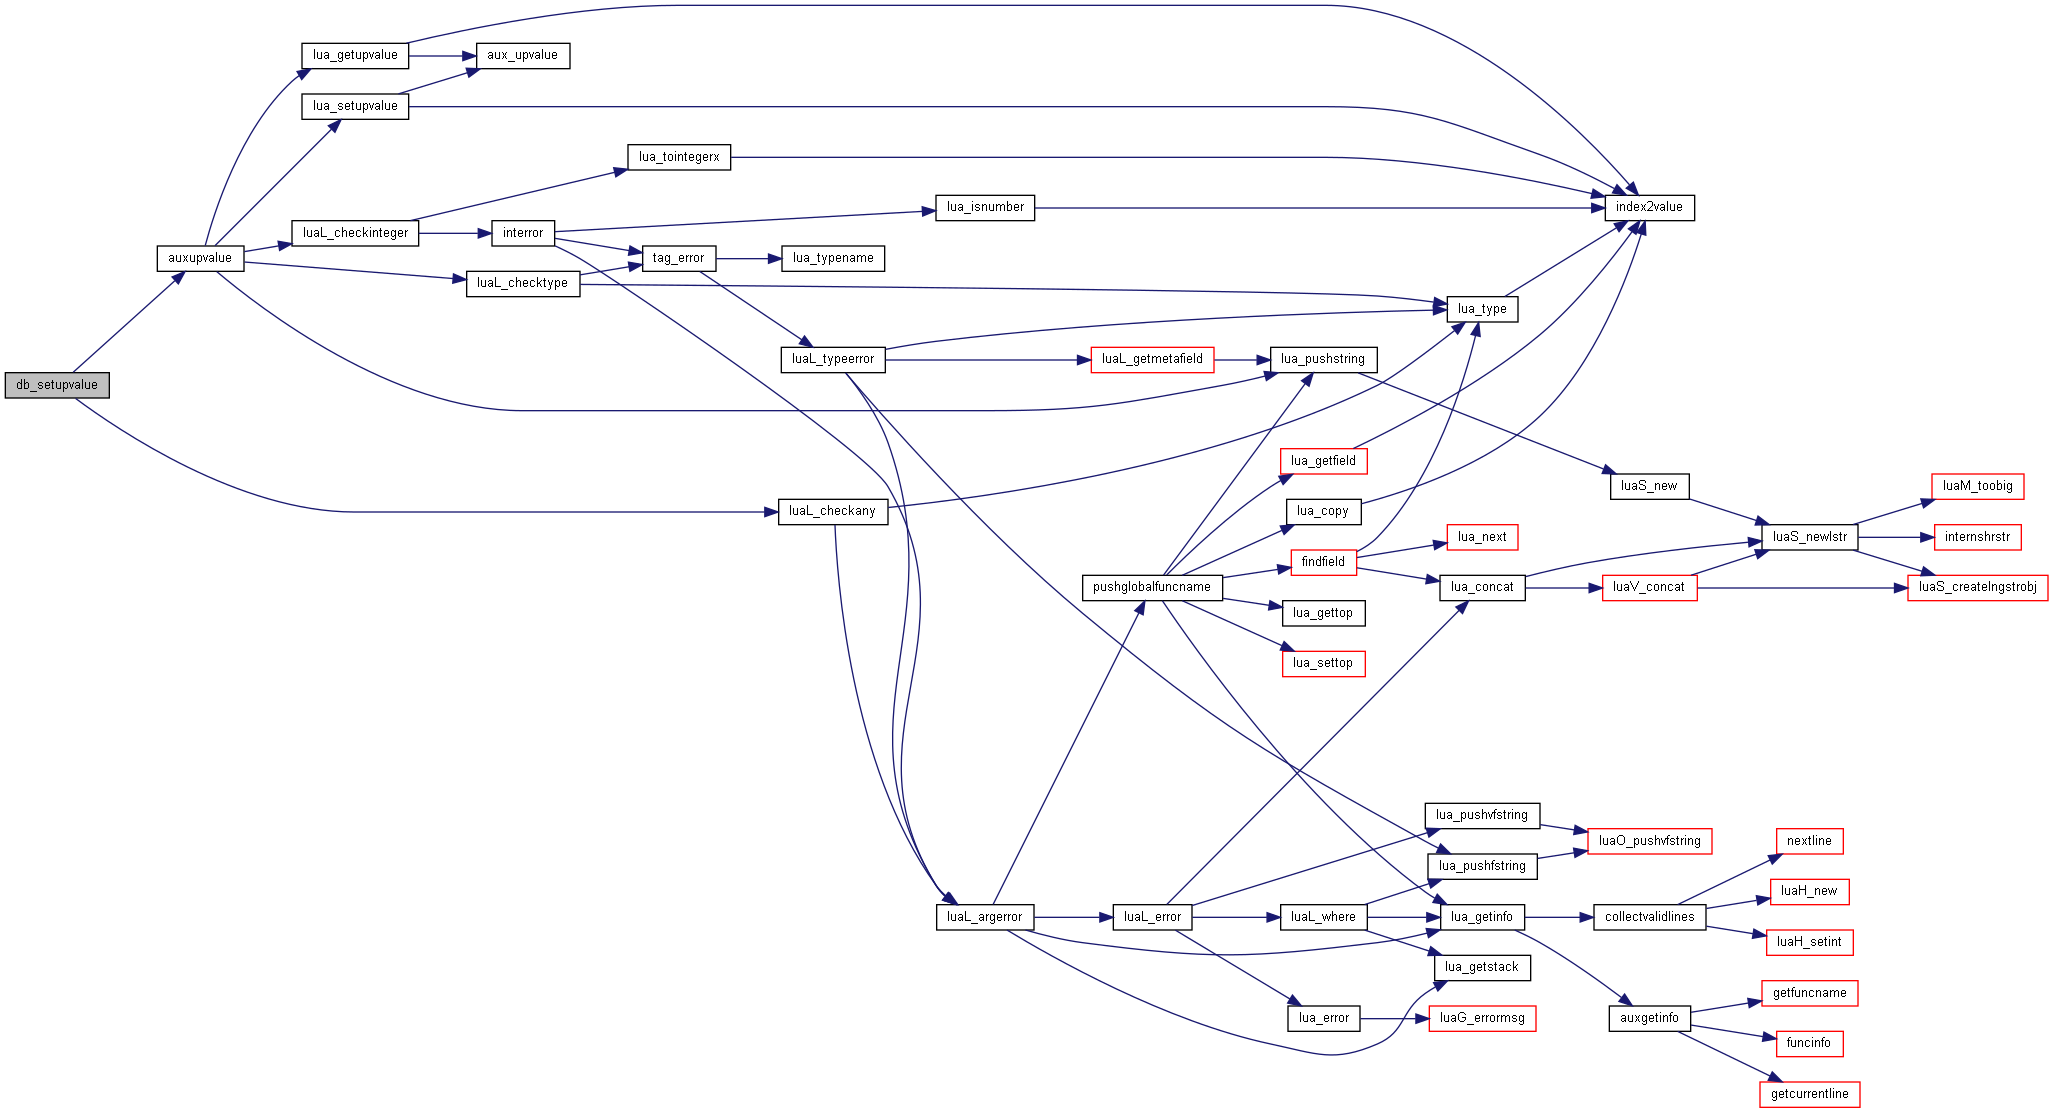 db_setupvalue
auxupvalue
lua_getupvalue
lua_setupvalue
aux_upvalue
luaL_checkinteger
luaL_checktype
interror
lua_tointegerx
tag_error
lua_typename
luaL_typeerror
luaL_checkany
lua_isnumber
luaL_argerror
luaL_getmetafield
pushglobalfuncname
luaL_error
lua_pushstring
lua_getfield
lua_copy
findfield
lua_gettop
lua_settop
luaL_where
lua_error
lua_type
lua_next
lua_concat
lua_pushvfstring
lua_pushfstring
lua_getinfo
lua_getstack
luaG_errormsg
index2value
luaS_new
luaV_concat
luaO_pushvfstring
collectvalidlines
auxgetinfo
luaS_newlstr
nextline
luaH_new
luaH_setint
getfuncname
funcinfo
getcurrentline
luaM_toobig
internshrstr
luaS_createlngstrobj